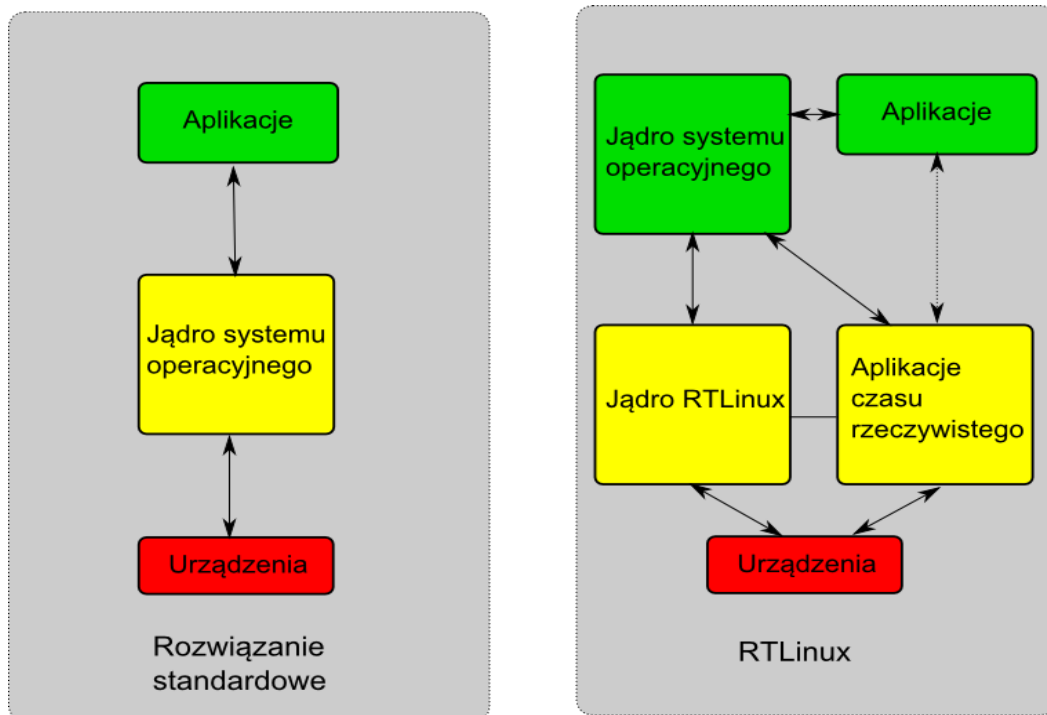 Aplikacje
Jądro systemu
operacyjnego
Urządzenia
Rozwiązanie
standardowe
Jądro systemu
operacyjnego
Aplikacje
Jądro RTLinux
Aplikacje
czasu
rzeczywistego
Urządzenia
RTLinux